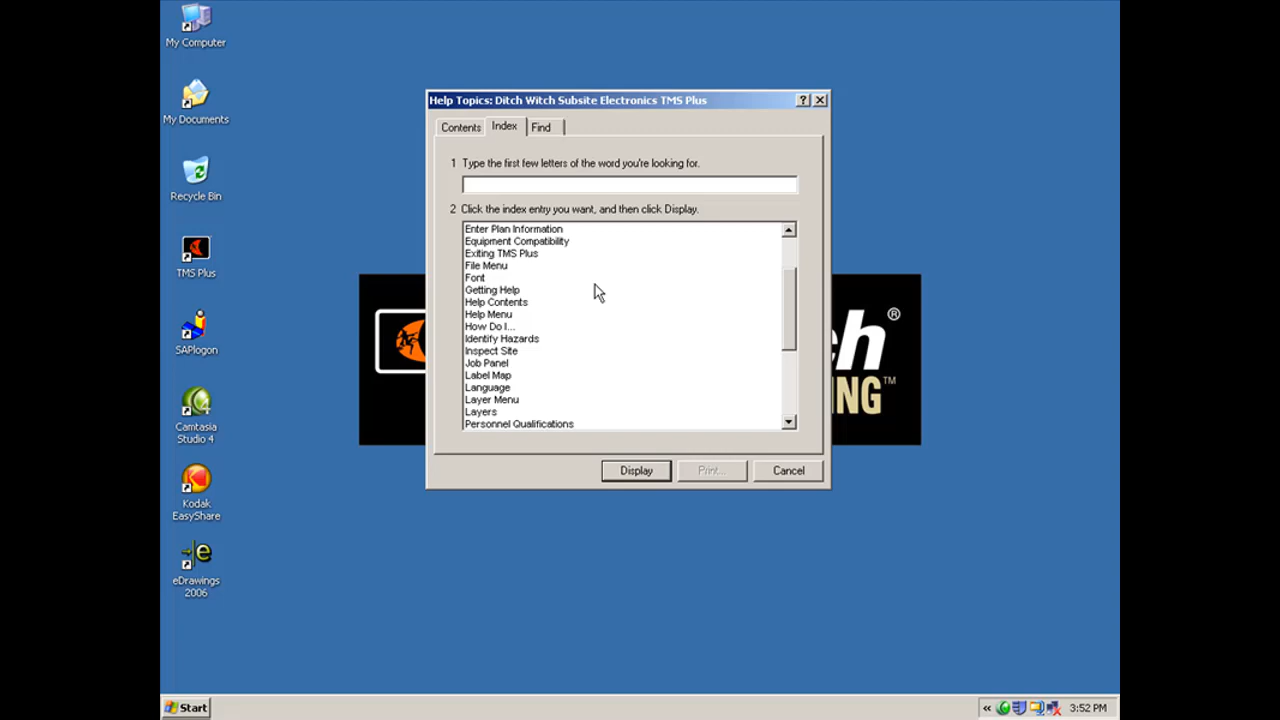 My Computer
My Documents
Recycle Bin
TMS Plus
SAPlogon
Camtasia
Studio 4
Kodak
EasyShare
eDrawings
2006
Help Topics: Ditch Witch Subsite Electronics TMS Plus
Contents
Index
Find
1 Type the first few letters of the word you're looking for.
2 Click the index entry you want, and then click Display.
Enter Plan Information
Equipment Compatibility
Exiting TMS Plus
File Menu
Font
Getting Help
Help Contents
Help Menu
How Do I...
Identify Hazards
Inspect Site
Job Panel
Label Map
Language
Layer Menu
Layers
Personnel Qualifications
Display
Print...
Cancel
ch®
ING™
Start
« 3:52 PM